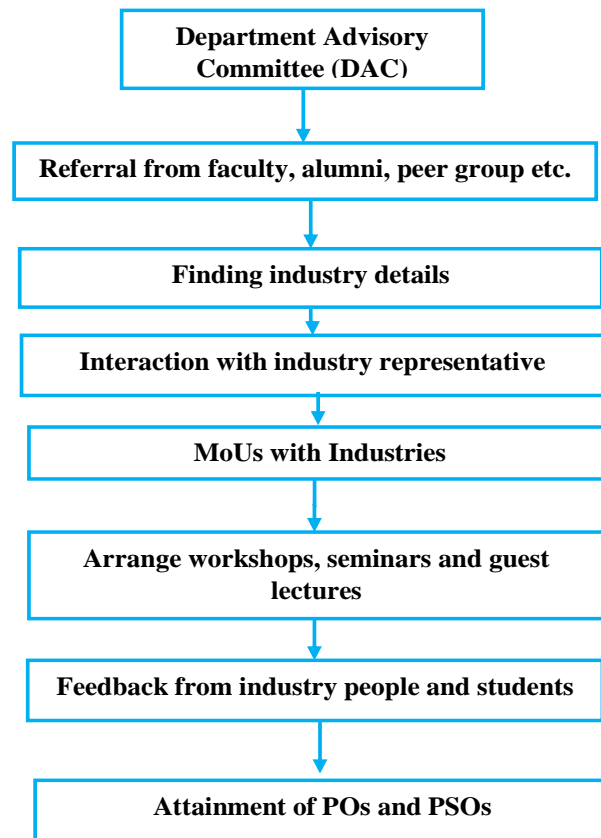 Department Advisory
Committee (DAC)
Referral from faculty, alumni, peer group etc.
Finding industry details
Interaction with industry representative
MoUs with Industries
Arrange workshops, seminars and guest
lectures
Feedback from industry people and students
Attainment of POs and PSOs